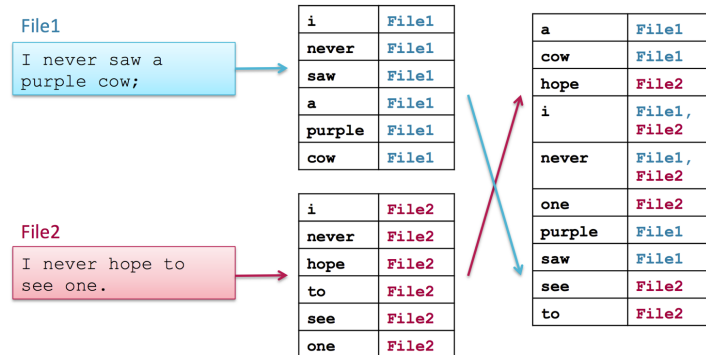 File1
I never saw a
purple cow;
File2
I never hope to
see one.
i File1
never File1
saw File1
a File1
purple File1
cow File1
i File2
never File2
hope File2
to File2
see File2
one File2
a File1
cow File1
hope File2
i File1,
File2
never File1,
File2
one File2
purple File1
saw File1
see File2
to File2